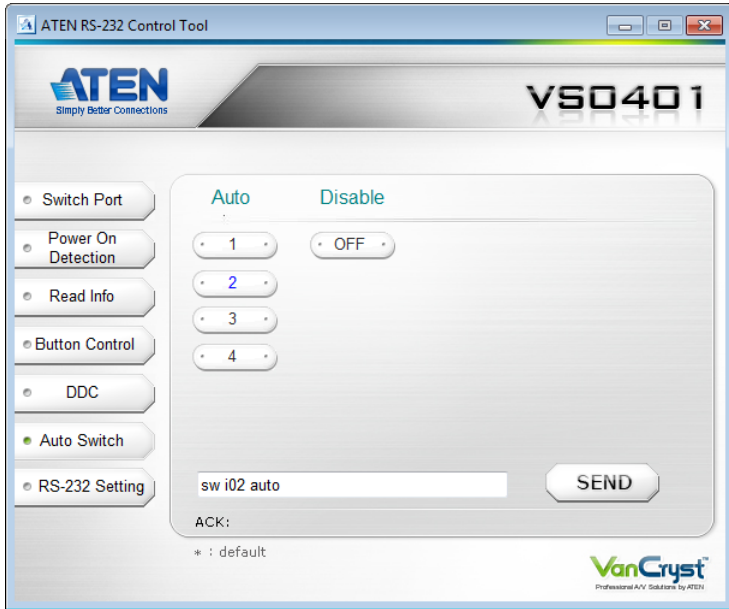 ATEN RS-232 Control Tool
ATEN
Simply Better Connections
VS0401
Switch Port
Power On
Detection
Read Info
Button Control
DDC
Auto Switch
RS-232 Setting
Auto Disable
1 OFF
2
3
4
sw i02 auto
SEND
ACK:
* : default
VanCryst™
Professional A/V Solutions by ATEN